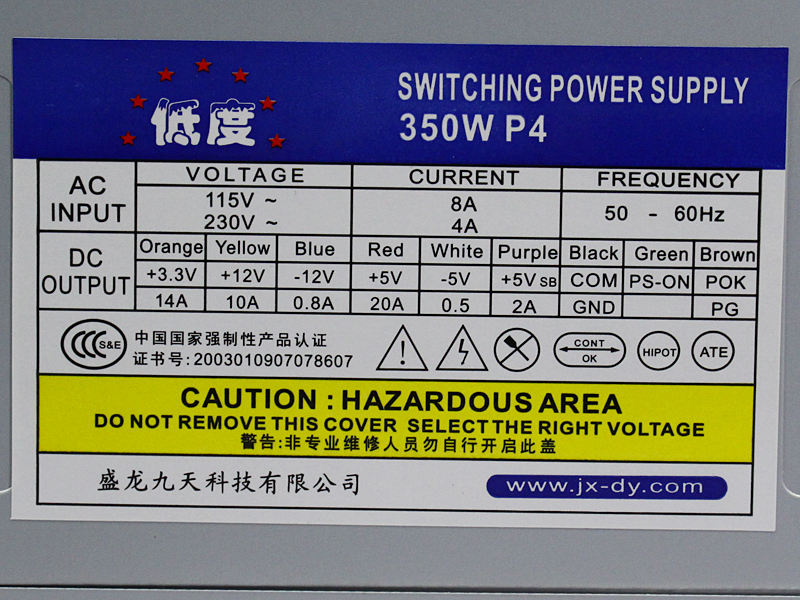 低度
SWITCHING POWER SUPPLY
350W P4
AC INPUT
VOLTAGE CURRENT FREQUENCY
115V ~ 8A 50 - 60Hz
230V ~ 4A
DC OUTPUT
Orange Yellow Blue Red White Purple Black Green Brown
+3.3V +12V -12V +5V -5V +5V SB COM PS-ON POK
14A 10A 0.8A 20A 0.5 2A GND PG
S&E
中国国家强制性产品认证
证书号:2003010907078607
CONT
OK
HIPOT
ATE
CAUTION : HAZARDOUS AREA
DO NOT REMOVE THIS COVER SELECT THE RIGHT VOLTAGE
警告:非专业维修人员勿自行开启此盖
盛龙九天科技有限公司
www.jx-dy.com